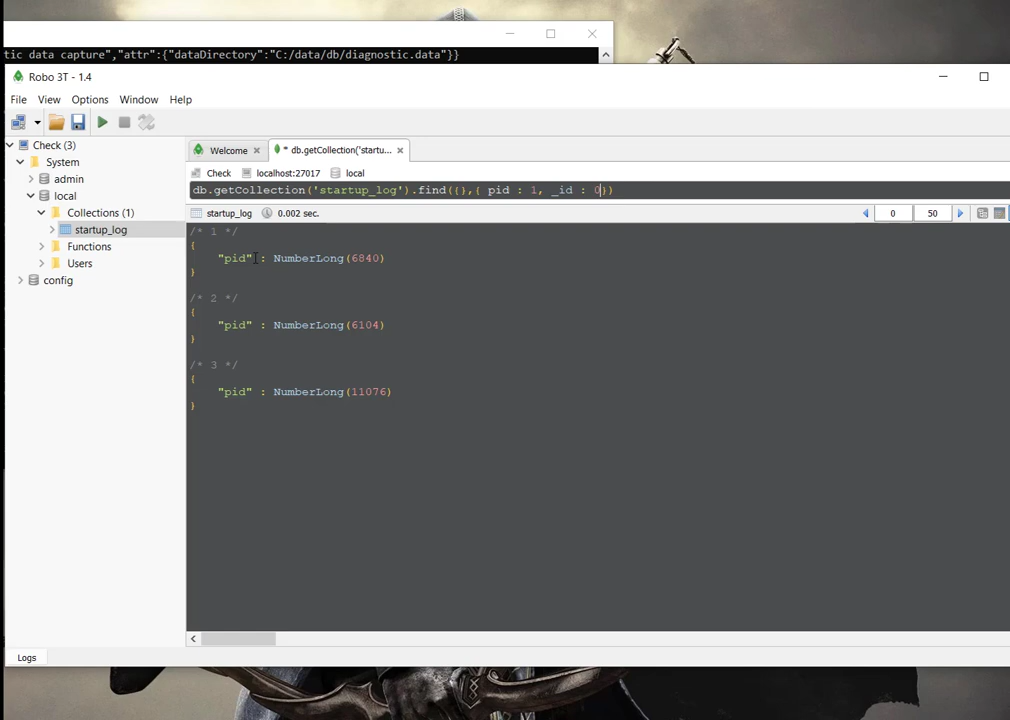 tic data capture","attr":{"dataDirectory":"C:/data/db/diagnostic.data"}}
Robo 3T - 1.4
File View Options Window Help
Check (3)
System
admin
local
Collections (1)
startup_log
Functions
Users
config
Welcome
* db.getCollection('startu...
Check localhost:27017 local
db.getCollection('startup_log').find({},{ pid : 1, _id : 0})
startup_log 0.002 sec.
0 50
/* 1 */
{
"pid" : NumberLong(6840)
}
/* 2 */
{
"pid" : NumberLong(6104)
}
/* 3 */
{
"pid" : NumberLong(11076)
}
Logs